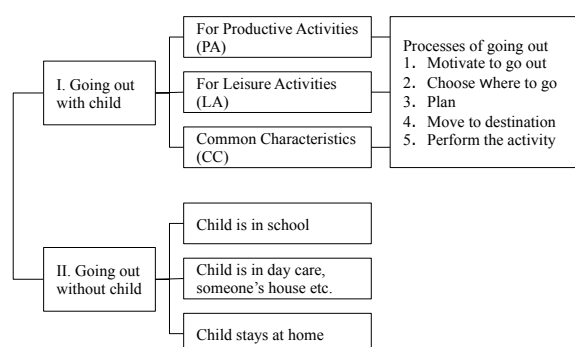 For Productive Activities
(PA)
I. Going out
with child
For Leisure Activities
(LA)
Common Characteristics
(CC)
Processes of going out
1. Motivate to go out
2. Choose where to go
3. Plan
4. Move to destination
5. Perform the activity
II. Going out
without child
Child is in school
Child is in day care,
someone's house etc.
Child stays at home